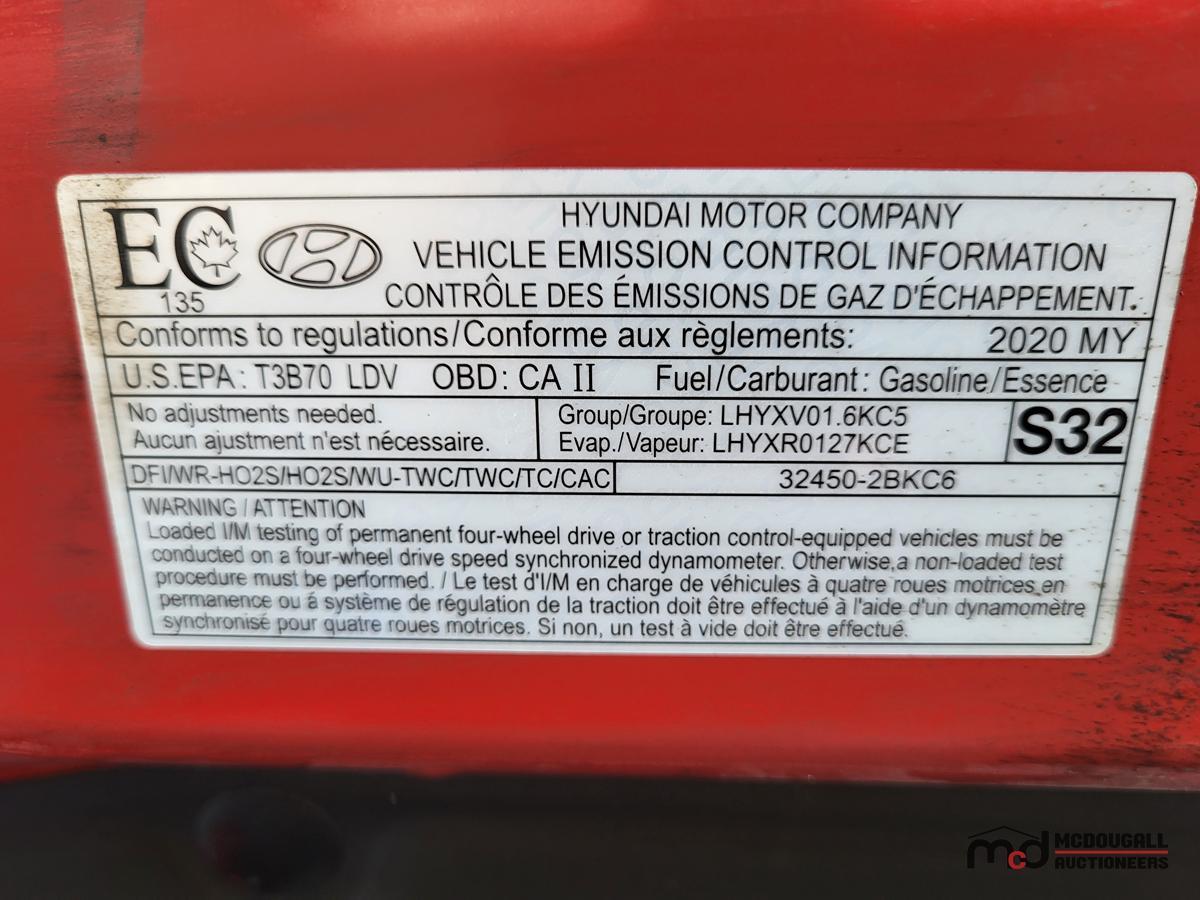 EC
135
HYUNDAI MOTOR COMPANY
VEHICLE EMISSION CONTROL INFORMATION
CONTRÔLE DES ÉMISSIONS DE GAZ D'ÉCHAPPEMENT.
Conforms to regulations/Conforme aux règlements: 2020 MY
U.S.EPA: T3B70 LDV OBD: CA II Fuel/Carburant: Gasoline/Essence
No adjustments needed.
Aucun ajustment n'est nécessaire.
Group/Groupe: LHYXV01.6KC5
Evap./Vapeur: LHYXR0127KCE
S32
DFI/WR-HO2S/HO2S/WU-TWC/TWC/TC/CAC 32450-2BKC6
WARNING / ATTENTION
Loaded I/M testing of permanent four-wheel drive or traction control-equipped vehicles must be
conducted on a four-wheel drive speed synchronized dynamometer. Otherwise,a non-loaded test
procedure must be performed. / Le test d'I/M en charge de véhicules à quatre roues motrices en
permanence ou á système de régulation de la traction doit être effectué à l'aide d'un dynamomètre
synchronisé pour quatre roues motrices. Si non, un test à vide doit être effectué.
mcd MCDOUGALL
AUCTIONEERS